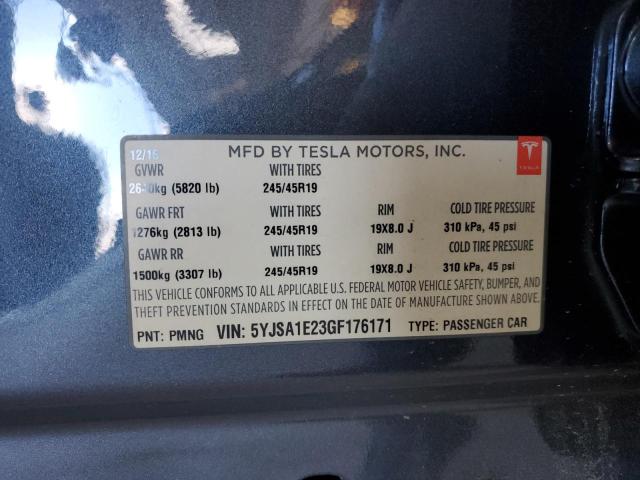 12/16 MFD BY TESLA MOTORS, INC.
GVWR WITH TIRES TESLA
(5820 lb) 245/45R19
GAWR FRT WITH TIRES RIM COLD TIRE PRESSURE
1276kg (2813 lb) 245/45R19 19X8.0 J 310 kPa, 45 psi
GAWR RR WITH TIRES RIM COLD TIRE PRESSURE
1500kg (3307 lb) 245/45R19 19X8.0 J 310 kPa, 45 psi
THIS VEHICLE CONFORMS TO ALL APPLICABLE U.S. FEDERAL MOTOR VEHICLE SAFETY, BUMPER, AND
THEFT PREVENTION STANDARDS IN EFFECT ON THE DATE OF MANUFACTURE SHOWN ABOVE.
PNT: PMNG VIN: 5YJSA1E23GF176171 TYPE: PASSENGER CAR